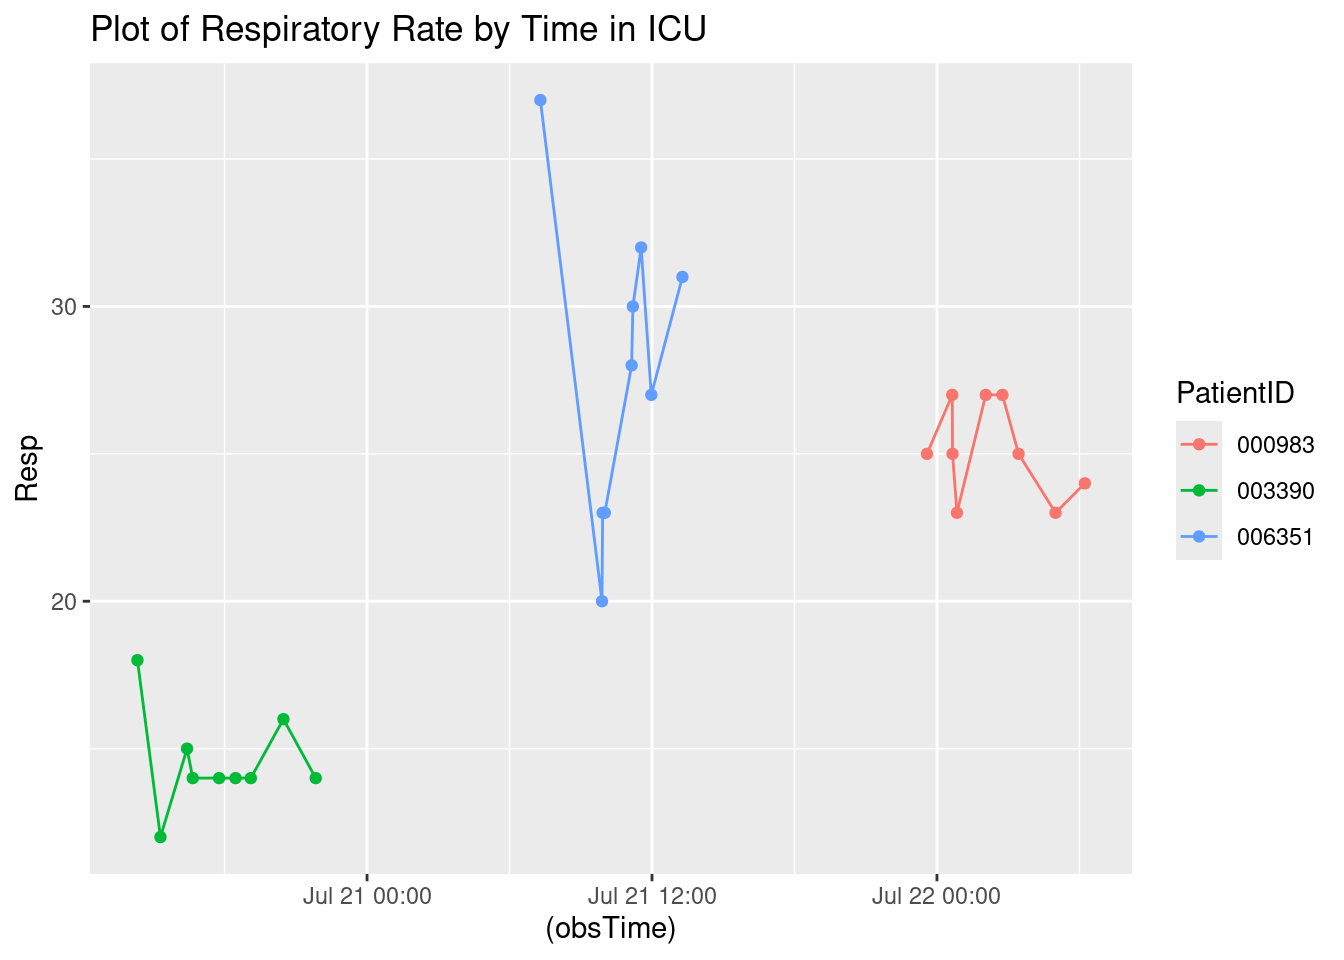 Plot of Respiratory Rate by Time in ICU
Resp
30
20
Jul 21 00:00
Jul 21 12:00
Jul 22 00:00
(obsTime)
PatientID
000983
003390
006351